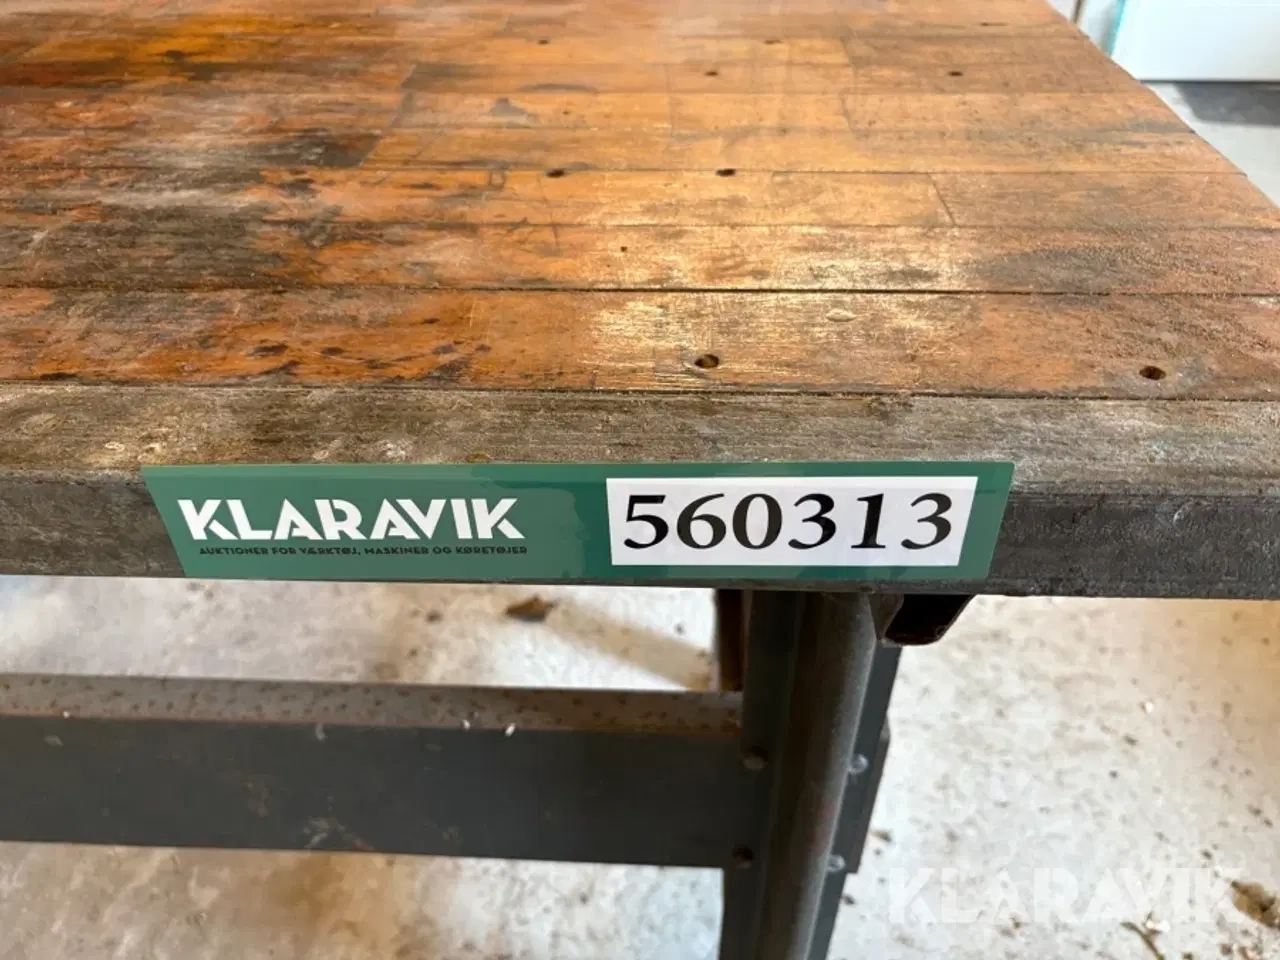 KLARAVIK
AUKTIONER FOR VÆRKTØJ, MASKINER OG KØRETØJER
560313
KLARAVIK